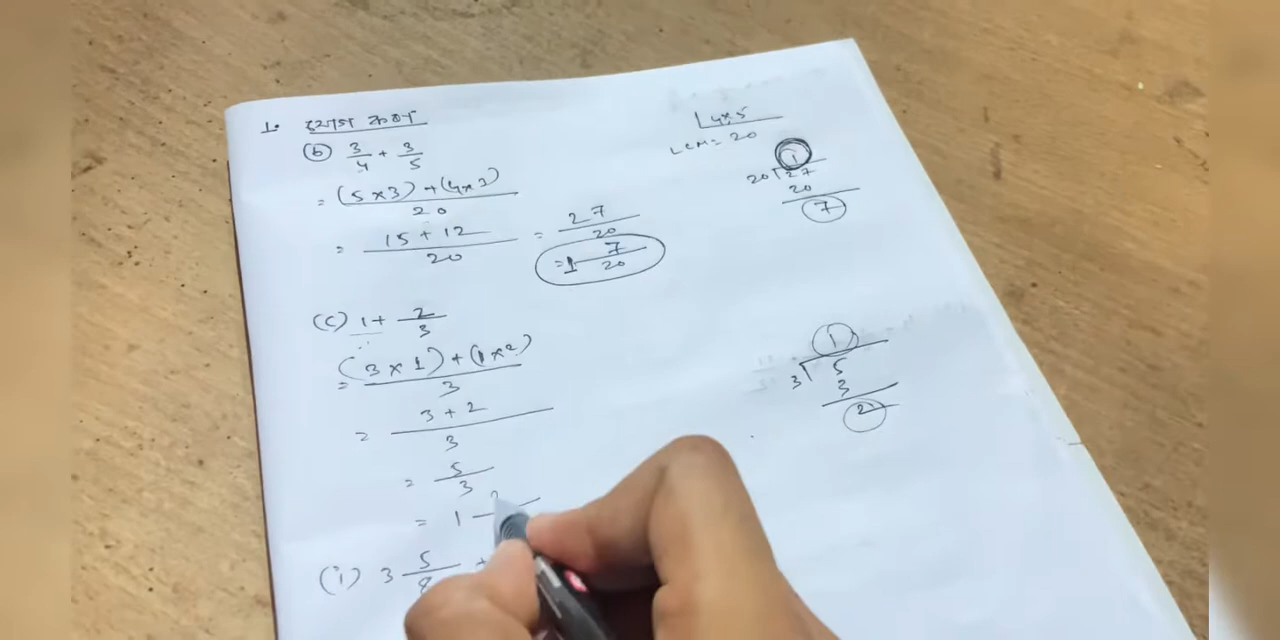 1. যোগ করো
(b) 3/4 + 3/5
= (5×3) + (4×3) / 20
= 15 + 12 / 20 = 27/20
= 1 7/20
4×5
LCM = 20
1
20) 27
20
7
(c) 1 + 2/3
= (3×1) + (1×2) / 3
= 3 + 2 / 3
= 5/3
= 1
1
3) 5
3
2
(i) 3 5/8 +